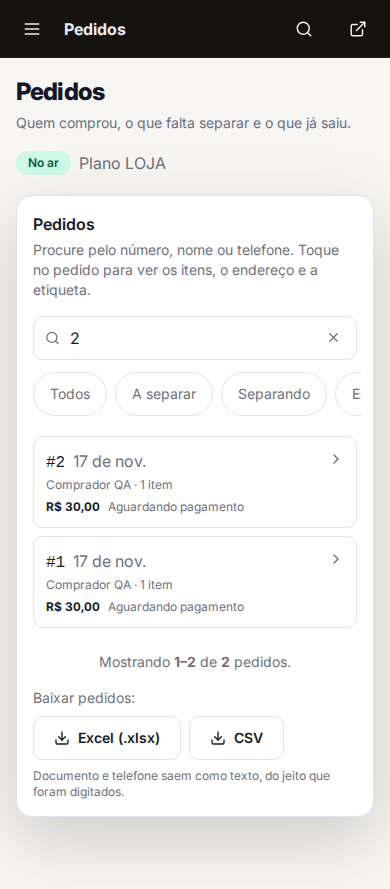 Pedidos
Pedidos
Quem comprou, o que falta separar e o que já saiu.
No ar Plano LOJA
Pedidos
Procure pelo número, nome ou telefone. Toque
no pedido para ver os itens, o endereço e a
etiqueta.
2
Todos A separar Separando
#2 17 de nov.
Comprador QA · 1 item
R$ 30,00 Aguardando pagamento
#1 17 de nov.
Comprador QA · 1 item
R$ 30,00 Aguardando pagamento
Mostrando 1–2 de 2 pedidos.
Baixar pedidos:
Excel (.xlsx) CSV
Documento e telefone saem como texto, do jeito que
foram digitados.